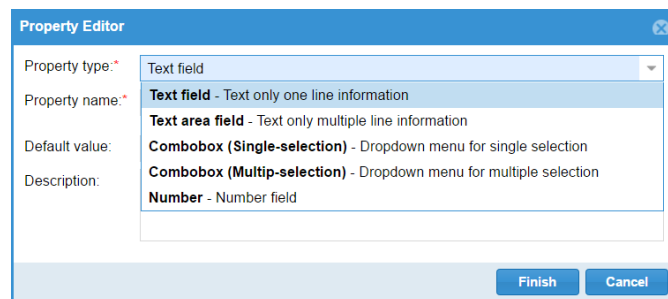 Property Editor
Property type:* Text field
Text field - Text only one line information
Property name:*
Text area field - Text only multiple line information
Default value:
Combobox (Single-selection) - Dropdown menu for single selection
Combobox (Multip-selection) - Dropdown menu for multiple selection
Description:
Number - Number field
Finish Cancel